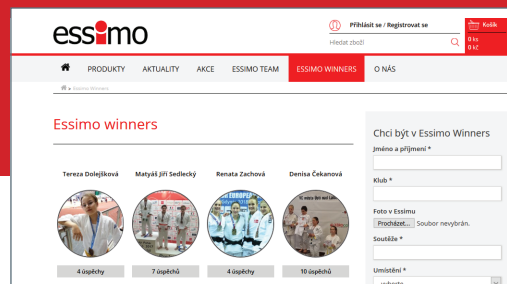 essimo
Přihlásit se / Registrovat se
Košík
0 ks
0 kč
Hledat zboží
PRODUKTY
AKTUALITY
AKCE
ESSIMO TEAM
ESSIMO WINNERS
O NÁS
» Essimo Winners
Essimo winners
Tereza Dolejšková
Matyáš Jiří Sedlecký
Renata Zachová
Denisa Čekanová
4 úspěchy
7 úspěchů
4 úspěchy
10 úspěchů
Chci být v Essimo Winners
Jméno a příjmení *
Klub *
Foto v Essimu
Procházet... Soubor nevybrán.
Soutěže *
Umístění *